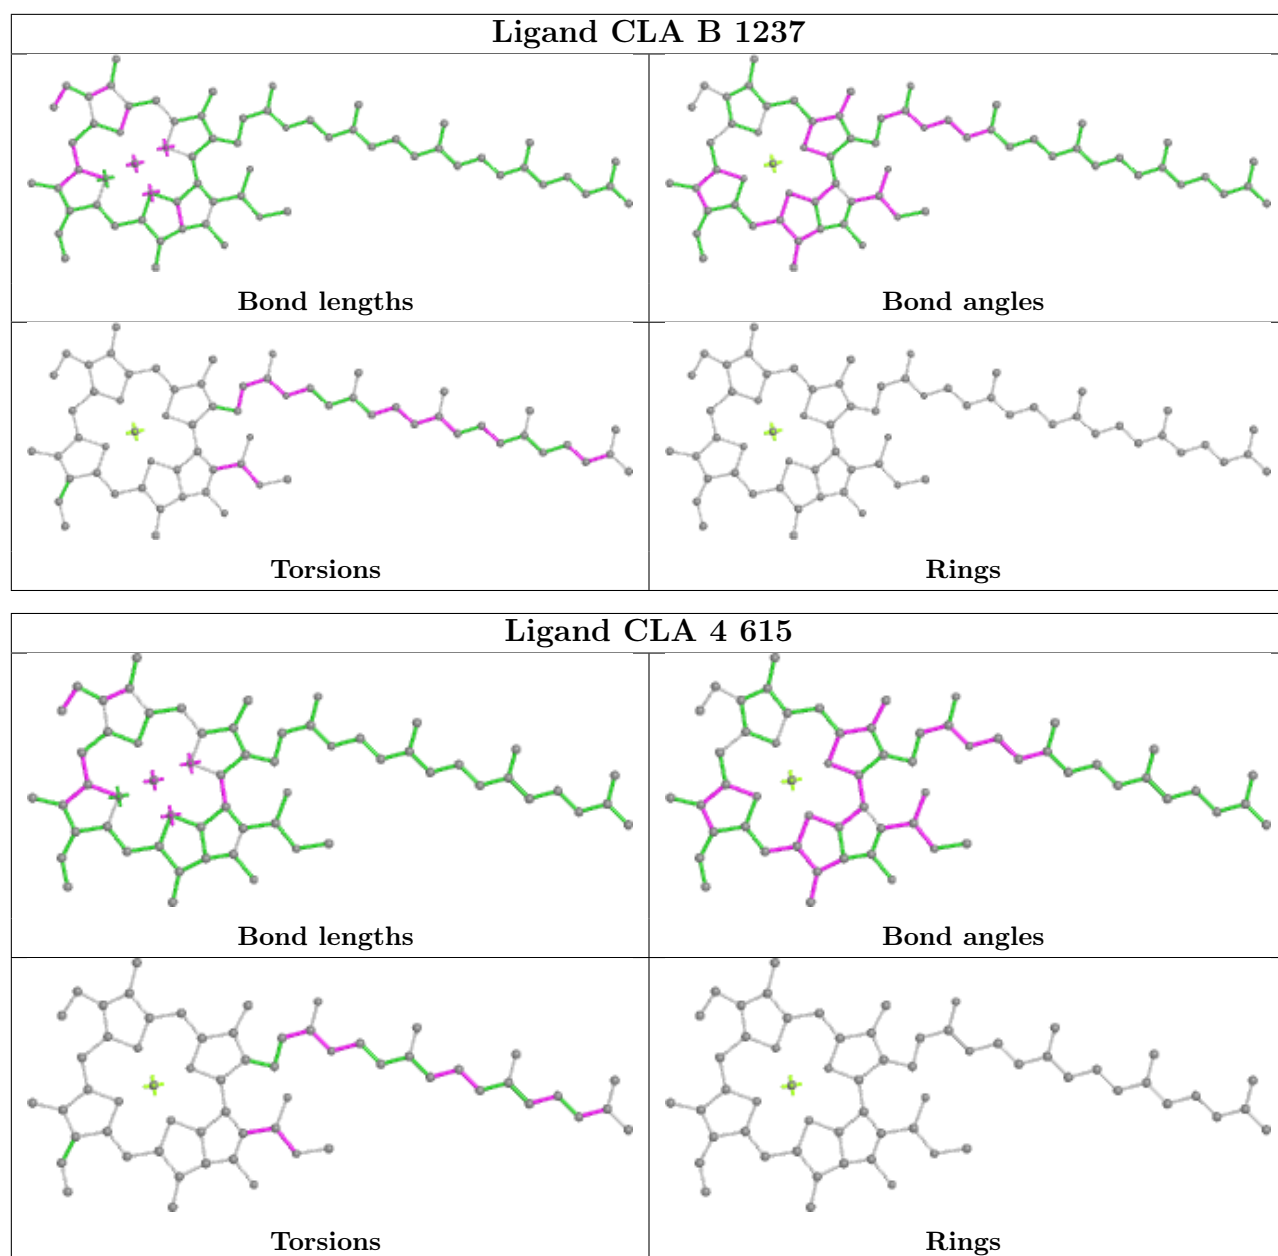 Ligand CLA B 1237
Bond lengths
Bond angles
Torsions
Rings
Ligand CLA 4 615
Bond lengths
Bond angles
Torsions
Rings